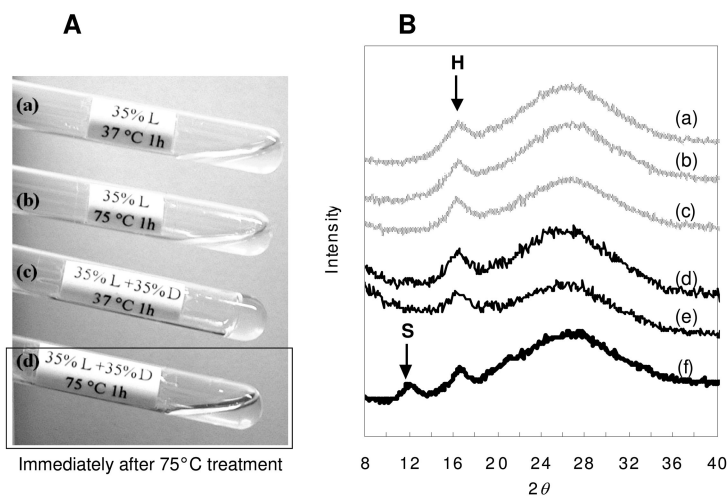 A
(a)
35% L
37 °C 1h
(b)
35% L
75 °C 1h
(c)
35% L +35% D
37 °C 1h
(d)
35% L +35% D
75 °C 1h
Immediately after 75°C treatment
B
H
(a)
(b)
(c)
(d)
(e)
S
(f)
Intensity
8 12 16 20 24 28 32 36 40
2θ